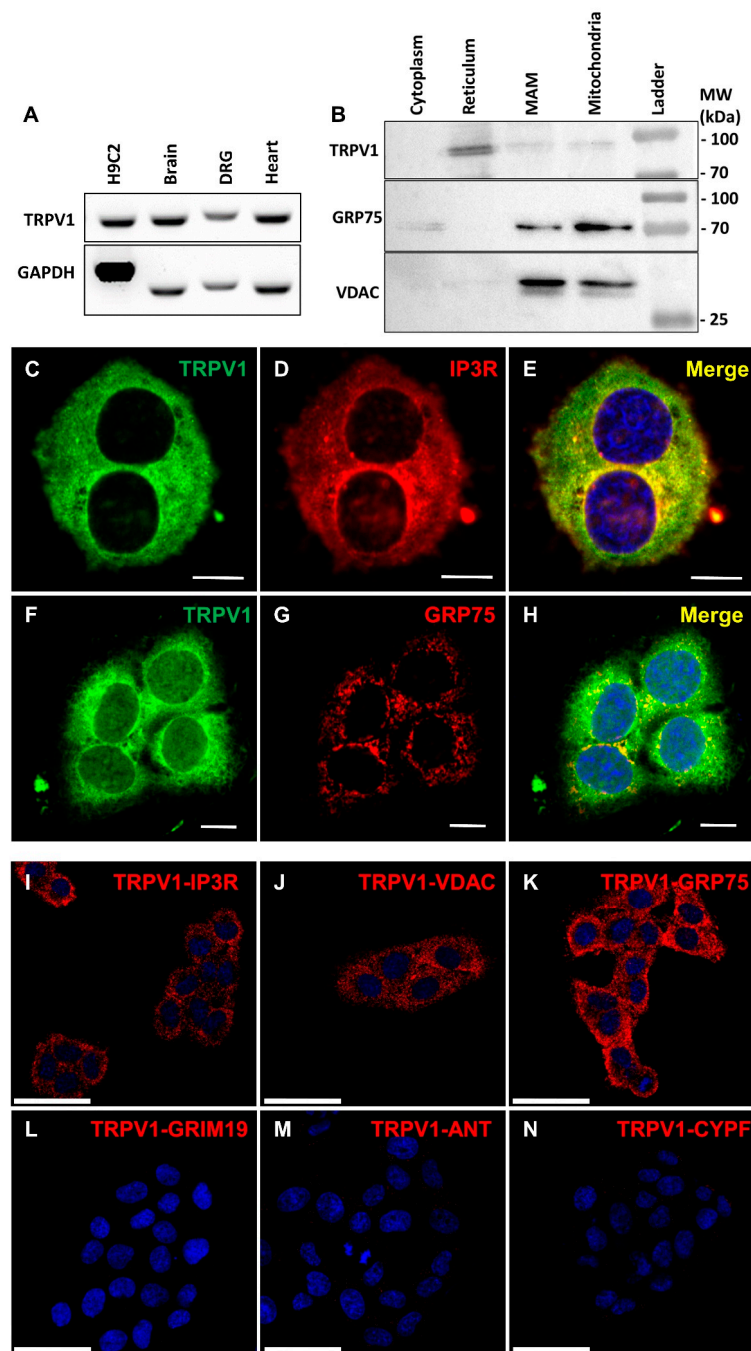 A
H9C2
Brain
DRG
Heart
TRPV1
GAPDH
B
Cytoplasm
Reticulum
MAM
Mitochondria
Ladder
MW
(kDa)
TRPV1
- 100
- 70
GRP75
- 100
- 70
VDAC
- 25
C TRPV1
D IP3R
E Merge
F TRPV1
G GRP75
H Merge
I TRPV1-IP3R
J TRPV1-VDAC
K TRPV1-GRP75
L TRPV1-GRIM19
M TRPV1-ANT
N TRPV1-CYPF